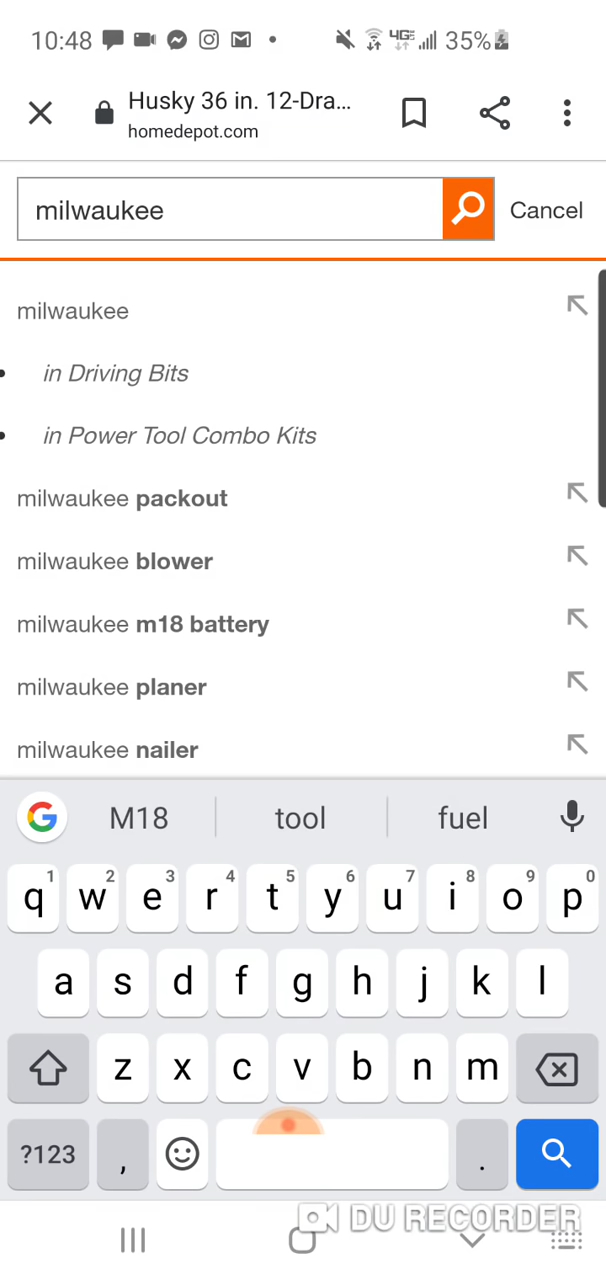 10:48 4GE 35%
Husky 36 in. 12-Dra...
homedepot.com
milwaukee Cancel
milwaukee
in Driving Bits
in Power Tool Combo Kits
milwaukee packout
milwaukee blower
milwaukee m18 battery
milwaukee planer
milwaukee nailer
G M18 tool fuel
1 2 3 4 5 6 7 8 9 0
q w e r t y u i o p
a s d f g h j k l
z x c v b n m
?123 , .
DU RECORDER